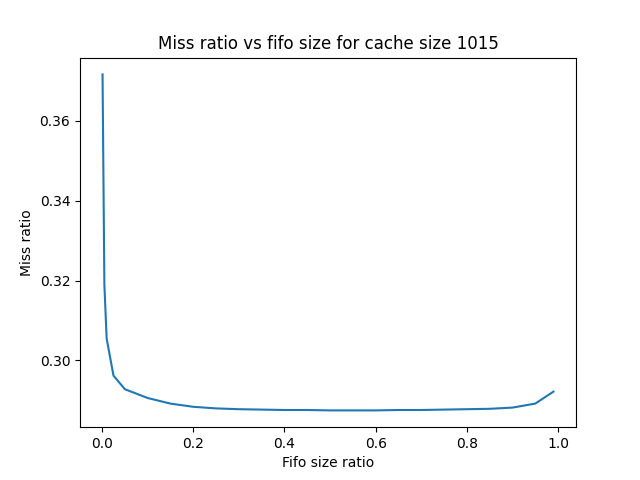 Miss ratio vs fifo size for cache size 1015
0.36
0.34
0.32
0.30
Miss ratio
0.0 0.2 0.4 0.6 0.8 1.0
Fifo size ratio